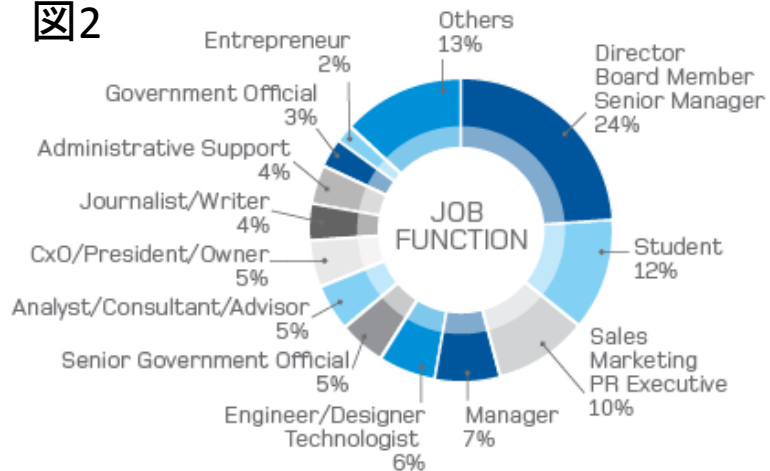 図2
Others
13%
Director
Board Member
Senior Manager
24%
Student
12%
Sales
Marketing
PR Executive
10%
Manager
7%
Engineer/Designer
Technologist
6%
Senior Government Official
5%
Analyst/Consultant/Advisor
5%
CxO/President/Owner
5%
Journalist/Writer
4%
Administrative Support
4%
Government Official
3%
Entrepreneur
2%
JOB
FUNCTION